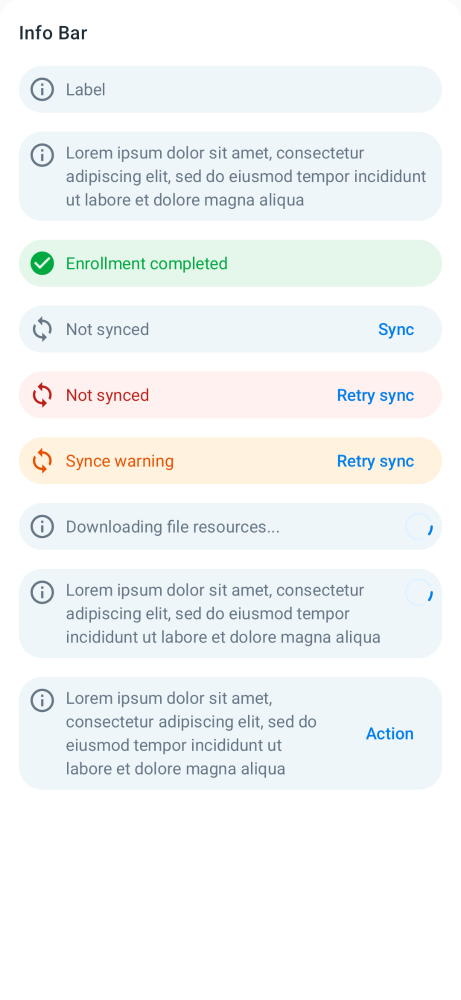 Info Bar
Label
Lorem ipsum dolor sit amet, consectetur
adipiscing elit, sed do eiusmod tempor incididunt
ut labore et dolore magna aliqua
Enrollment completed
Not synced Sync
Not synced Retry sync
Synce warning Retry sync
Downloading file resources...
Lorem ipsum dolor sit amet, consectetur
adipiscing elit, sed do eiusmod tempor
incididunt ut labore et dolore magna aliqua
Lorem ipsum dolor sit amet,
consectetur adipiscing elit, sed do
eiusmod tempor incididunt ut
labore et dolore magna aliqua
Action